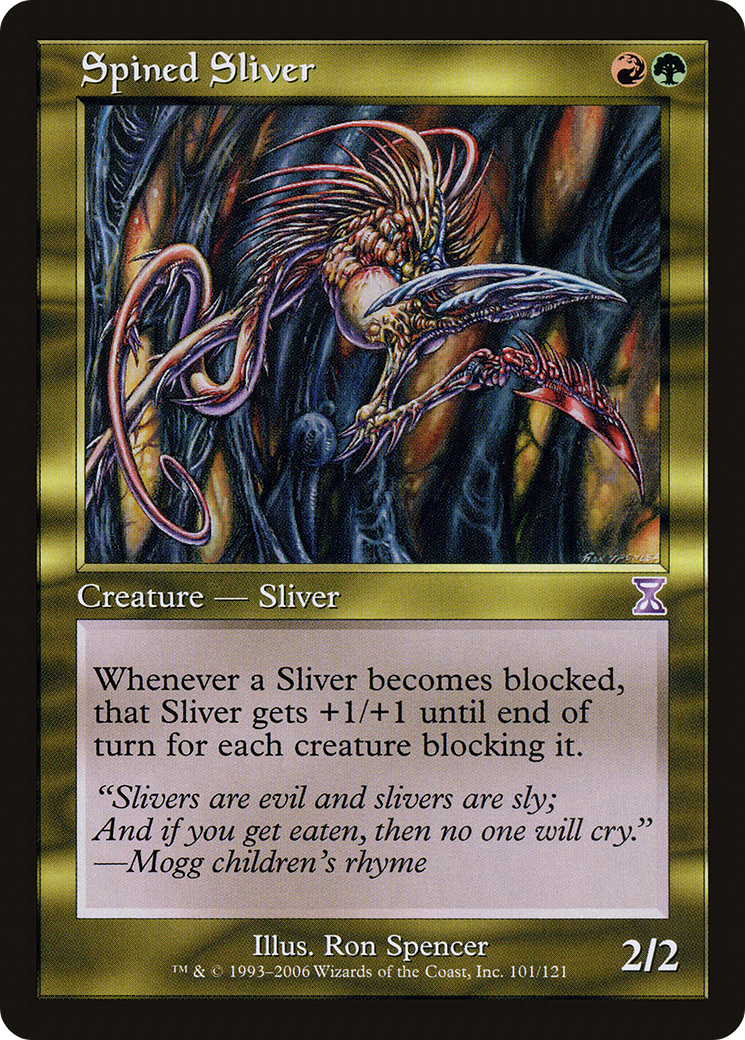 Spined Sliver
Creature — Sliver
Whenever a Sliver becomes blocked,
that Sliver gets +1/+1 until end of
turn for each creature blocking it.
“Slivers are evil and slivers are sly;
And if you get eaten, then no one will cry.”
—Mogg children’s rhyme
Illus. Ron Spencer
2/2
™ & © 1993–2006 Wizards of the Coast, Inc. 101/121